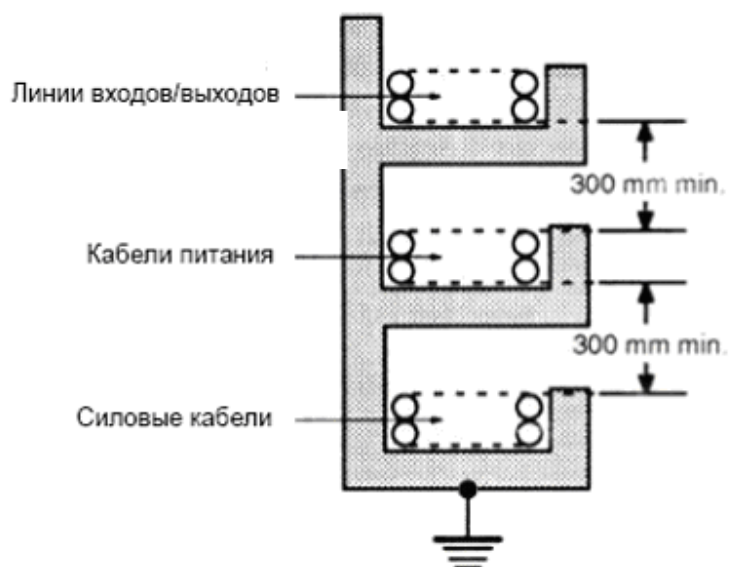 Линии входов/выходов
300 mm min.
Кабели питания
300 mm min.
Силовые кабели